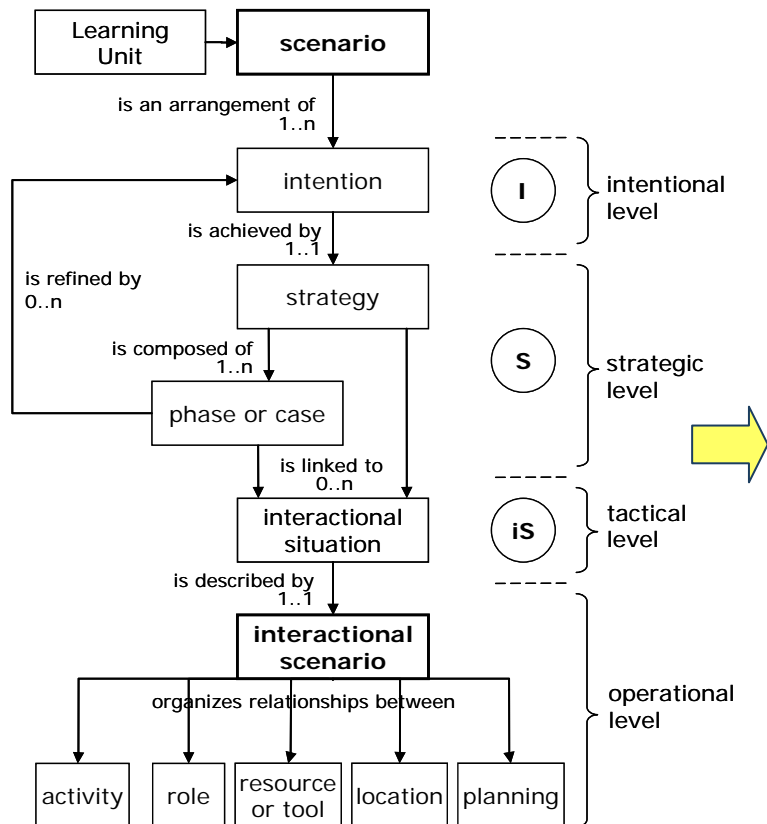 Learning
Unit
scenario
is an arrangement of
1..n
intention
I
intentional
level
is achieved by
1..1
is refined by
0..n
strategy
is composed of
1..n
S
strategic
level
phase or case
is linked to
0..n
interactional
situation
iS
tactical
level
is described by
1..1
interactional
scenario
organizes relationships between
operational
level
activity
role
resource
or tool
location
planning